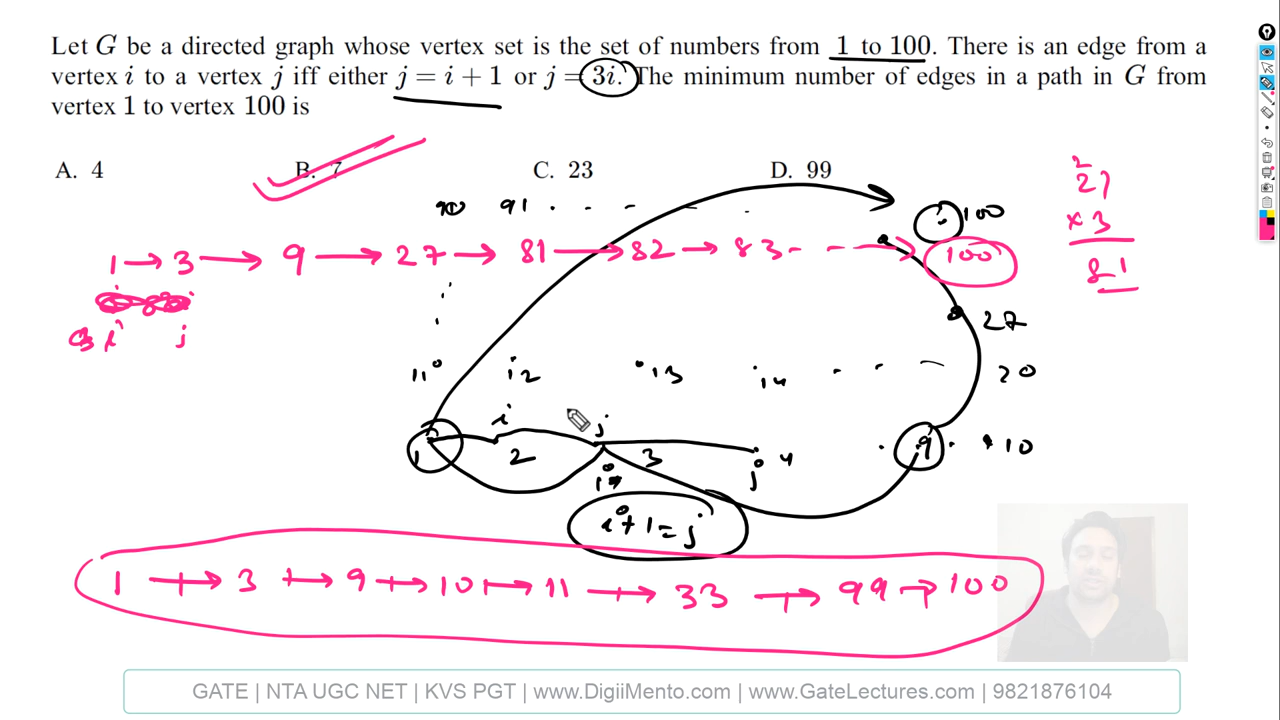 Let G be a directed graph whose vertex set is the set of numbers from 1 to 100. There is an edge from a
vertex i to a vertex j iff either j = i + 1 or j = 3i. The minimum number of edges in a path in G from
vertex 1 to vertex 100 is
A. 4 B. 7 C. 23 D. 99
91 . - - . 100
27
× 3
81
1 → 3 → 9 → 27 → 81 → 82 → 83 - - → 100
i j
27
11 12 13 14 - - - 20
i j
1 2 3 4 9 10
i j
i+1=j
1 → 3 → 9 → 10 → 11 → 33 → 99 → 100
GATE | NTA UGC NET | KVS PGT | www.DigiiMento.com | www.GateLectures.com | 9821876104